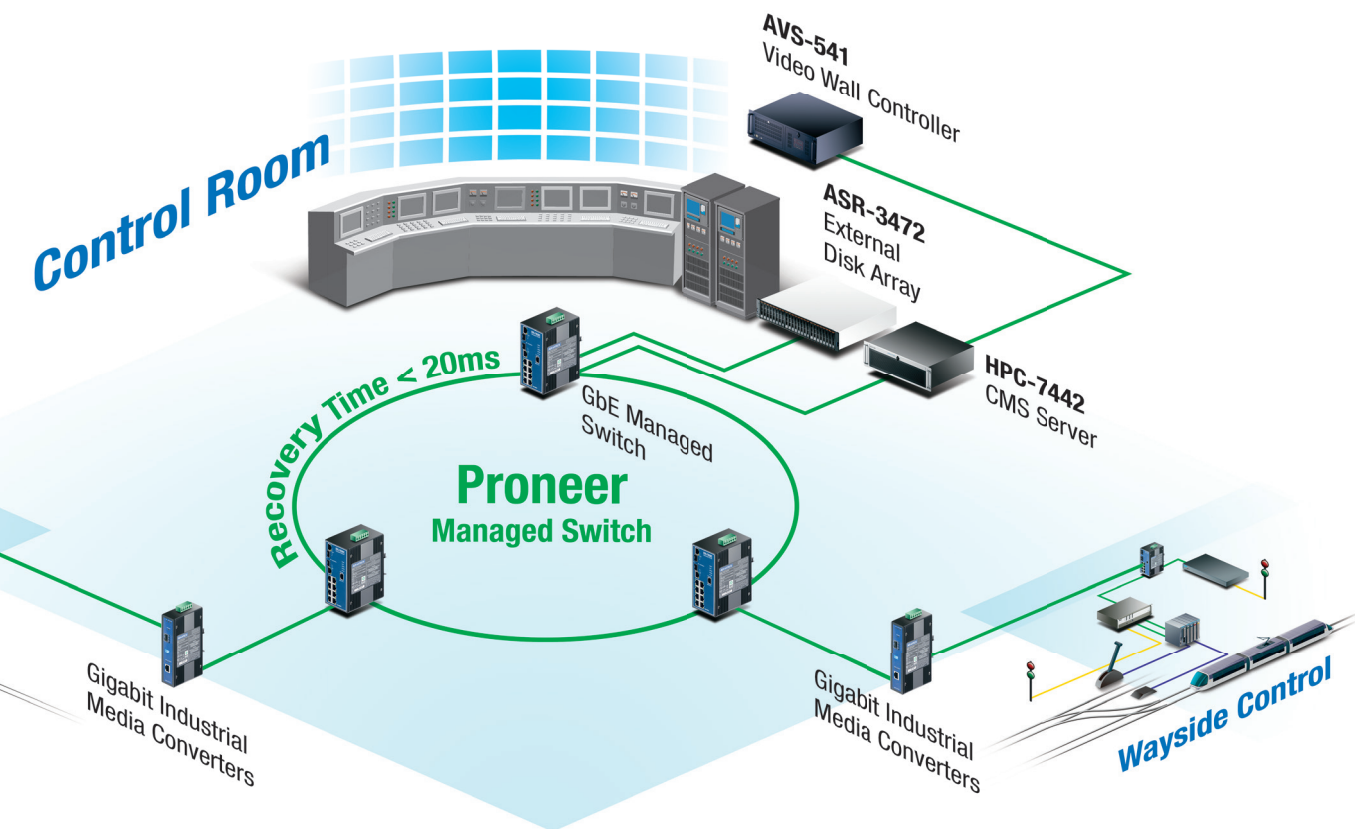 AVS-541
Video Wall Controller
Control Room
ASR-3472
External
Disk Array
HPC-7442
CMS Server
Recovery Time < 20ms
GbE Managed
Switch
Proneer
Managed Switch
Gigabit Industrial
Media Converters
Gigabit Industrial
Media Converters
Wayside Control